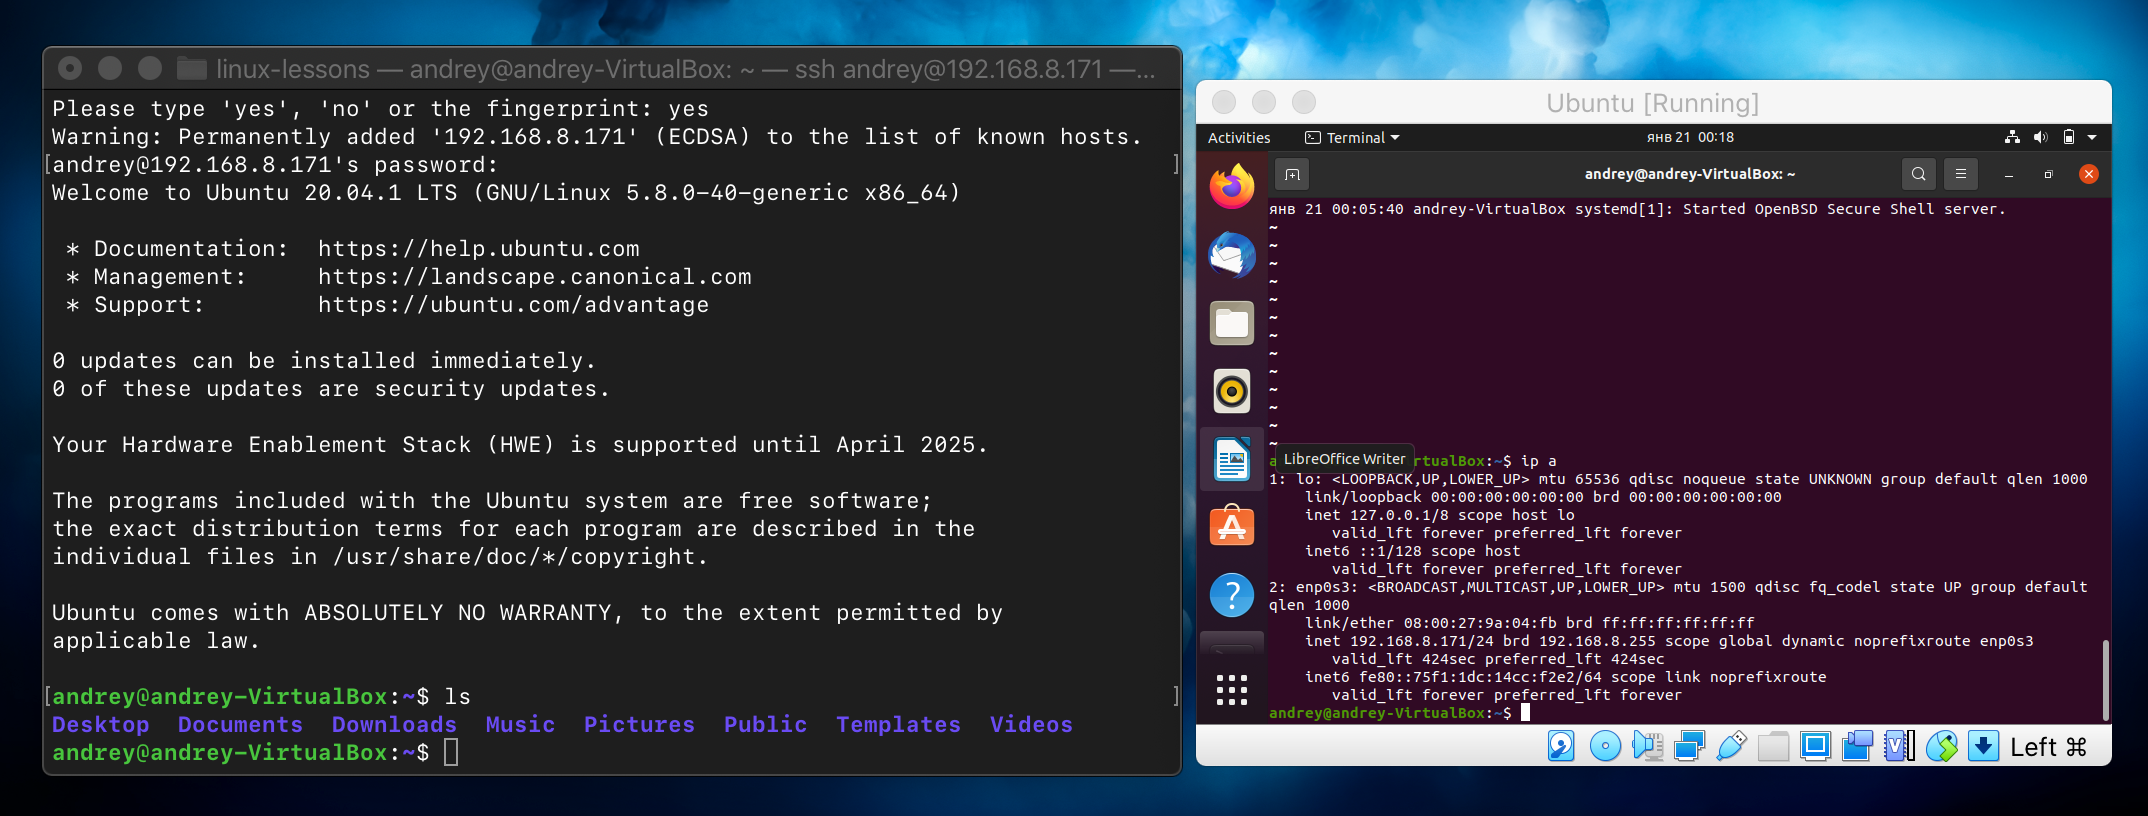 linux-lessons — andrey@andrey-VirtualBox: ~ — ssh andrey@192.168.8.171 —...
Please type 'yes', 'no' or the fingerprint: yes
Warning: Permanently added '192.168.8.171' (ECDSA) to the list of known hosts.
[andrey@192.168.8.171's password: ]
Welcome to Ubuntu 20.04.1 LTS (GNU/Linux 5.8.0-40-generic x86_64)
* Documentation:  https://help.ubuntu.com
* Management:     https://landscape.canonical.com
* Support:        https://ubuntu.com/advantage
0 updates can be installed immediately.
0 of these updates are security updates.
Your Hardware Enablement Stack (HWE) is supported until April 2025.
The programs included with the Ubuntu system are free software;
the exact distribution terms for each program are described in the
individual files in /usr/share/doc/*/copyright.
Ubuntu comes with ABSOLUTELY NO WARRANTY, to the extent permitted by
applicable law.
[andrey@andrey-VirtualBox:~$ ls ]
Desktop  Documents  Downloads  Music  Pictures  Public  Templates  Videos
andrey@andrey-VirtualBox:~$
Ubuntu [Running]
Activities Terminal янв 21 00:18
andrey@andrey-VirtualBox: ~
янв 21 00:05:40 andrey-VirtualBox systemd[1]: Started OpenBSD Secure Shell server.
~
~
~
~
~
~
~
~
~
~
~
~
~
LibreOffice Writer
a rtualBox:~$ ip a
1: lo: <LOOPBACK,UP,LOWER_UP> mtu 65536 qdisc noqueue state UNKNOWN group default qlen 1000
link/loopback 00:00:00:00:00:00 brd 00:00:00:00:00:00
inet 127.0.0.1/8 scope host lo
valid_lft forever preferred_lft forever
inet6 ::1/128 scope host
valid_lft forever preferred_lft forever
2: enp0s3: <BROADCAST,MULTICAST,UP,LOWER_UP> mtu 1500 qdisc fq_codel state UP group default
qlen 1000
link/ether 08:00:27:9a:04:fb brd ff:ff:ff:ff:ff:ff
inet 192.168.8.171/24 brd 192.168.8.255 scope global dynamic noprefixroute enp0s3
valid_lft 424sec preferred_lft 424sec
inet6 fe80::75f1:1dc:14cc:f2e2/64 scope link noprefixroute
valid_lft forever preferred_lft forever
andrey@andrey-VirtualBox:~$
Left ⌘